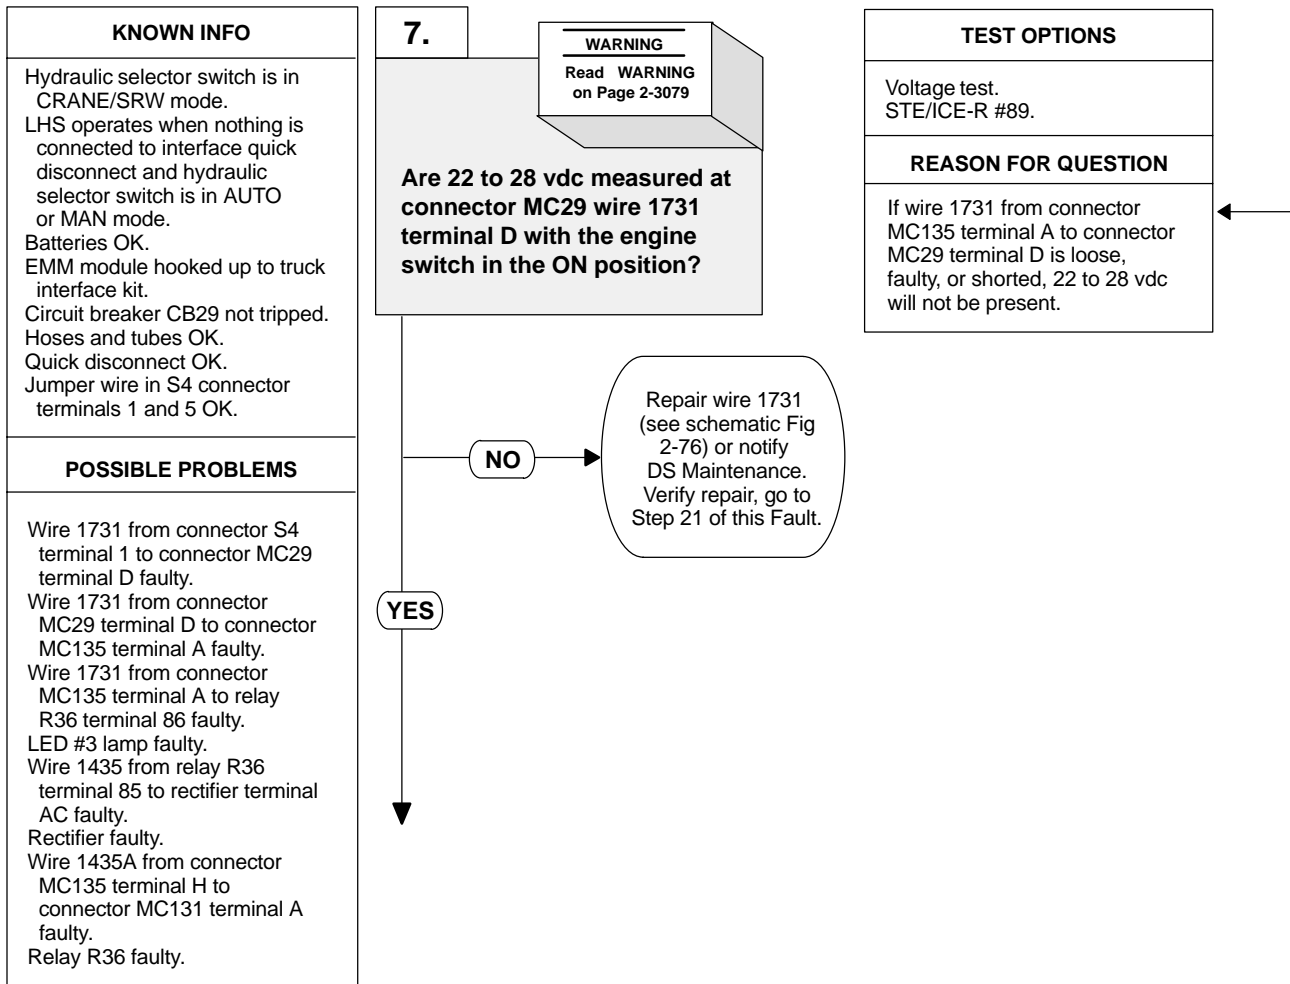 KNOWN INFO
Hydraulic selector switch is in
CRANE/SRW mode.
LHS operates when nothing is
connected to interface quick
disconnect and hydraulic
selector switch is in AUTO
or MAN mode.
Batteries OK.
EMM module hooked up to truck
interface kit.
Circuit breaker CB29 not tripped.
Hoses and tubes OK.
Quick disconnect OK.
Jumper wire in S4 connector
terminals 1 and 5 OK.
POSSIBLE PROBLEMS
Wire 1731 from connector S4
terminal 1 to connector MC29
terminal D faulty.
Wire 1731 from connector
MC29 terminal D to connector
MC135 terminal A faulty.
Wire 1731 from connector
MC135 terminal A to relay
R36 terminal 86 faulty.
LED #3 lamp faulty.
Wire 1435 from relay R36
terminal 85 to rectifier terminal
AC faulty.
Rectifier faulty.
Wire 1435A from connector
MC135 terminal H to
connector MC131 terminal A
faulty.
Relay R36 faulty.
7.
WARNING
Read WARNING
on Page 2-3079
Are 22 to 28 vdc measured at
connector MC29 wire 1731
terminal D with the engine
switch in the ON position?
NO
Repair wire 1731
(see schematic Fig
2-76) or notify
DS Maintenance.
Verify repair, go to
Step 21 of this Fault.
YES
TEST OPTIONS
Voltage test.
STE/ICE-R #89.
REASON FOR QUESTION
If wire 1731 from connector
MC135 terminal A to connector
MC29 terminal D is loose,
faulty, or shorted, 22 to 28 vdc
will not be present.